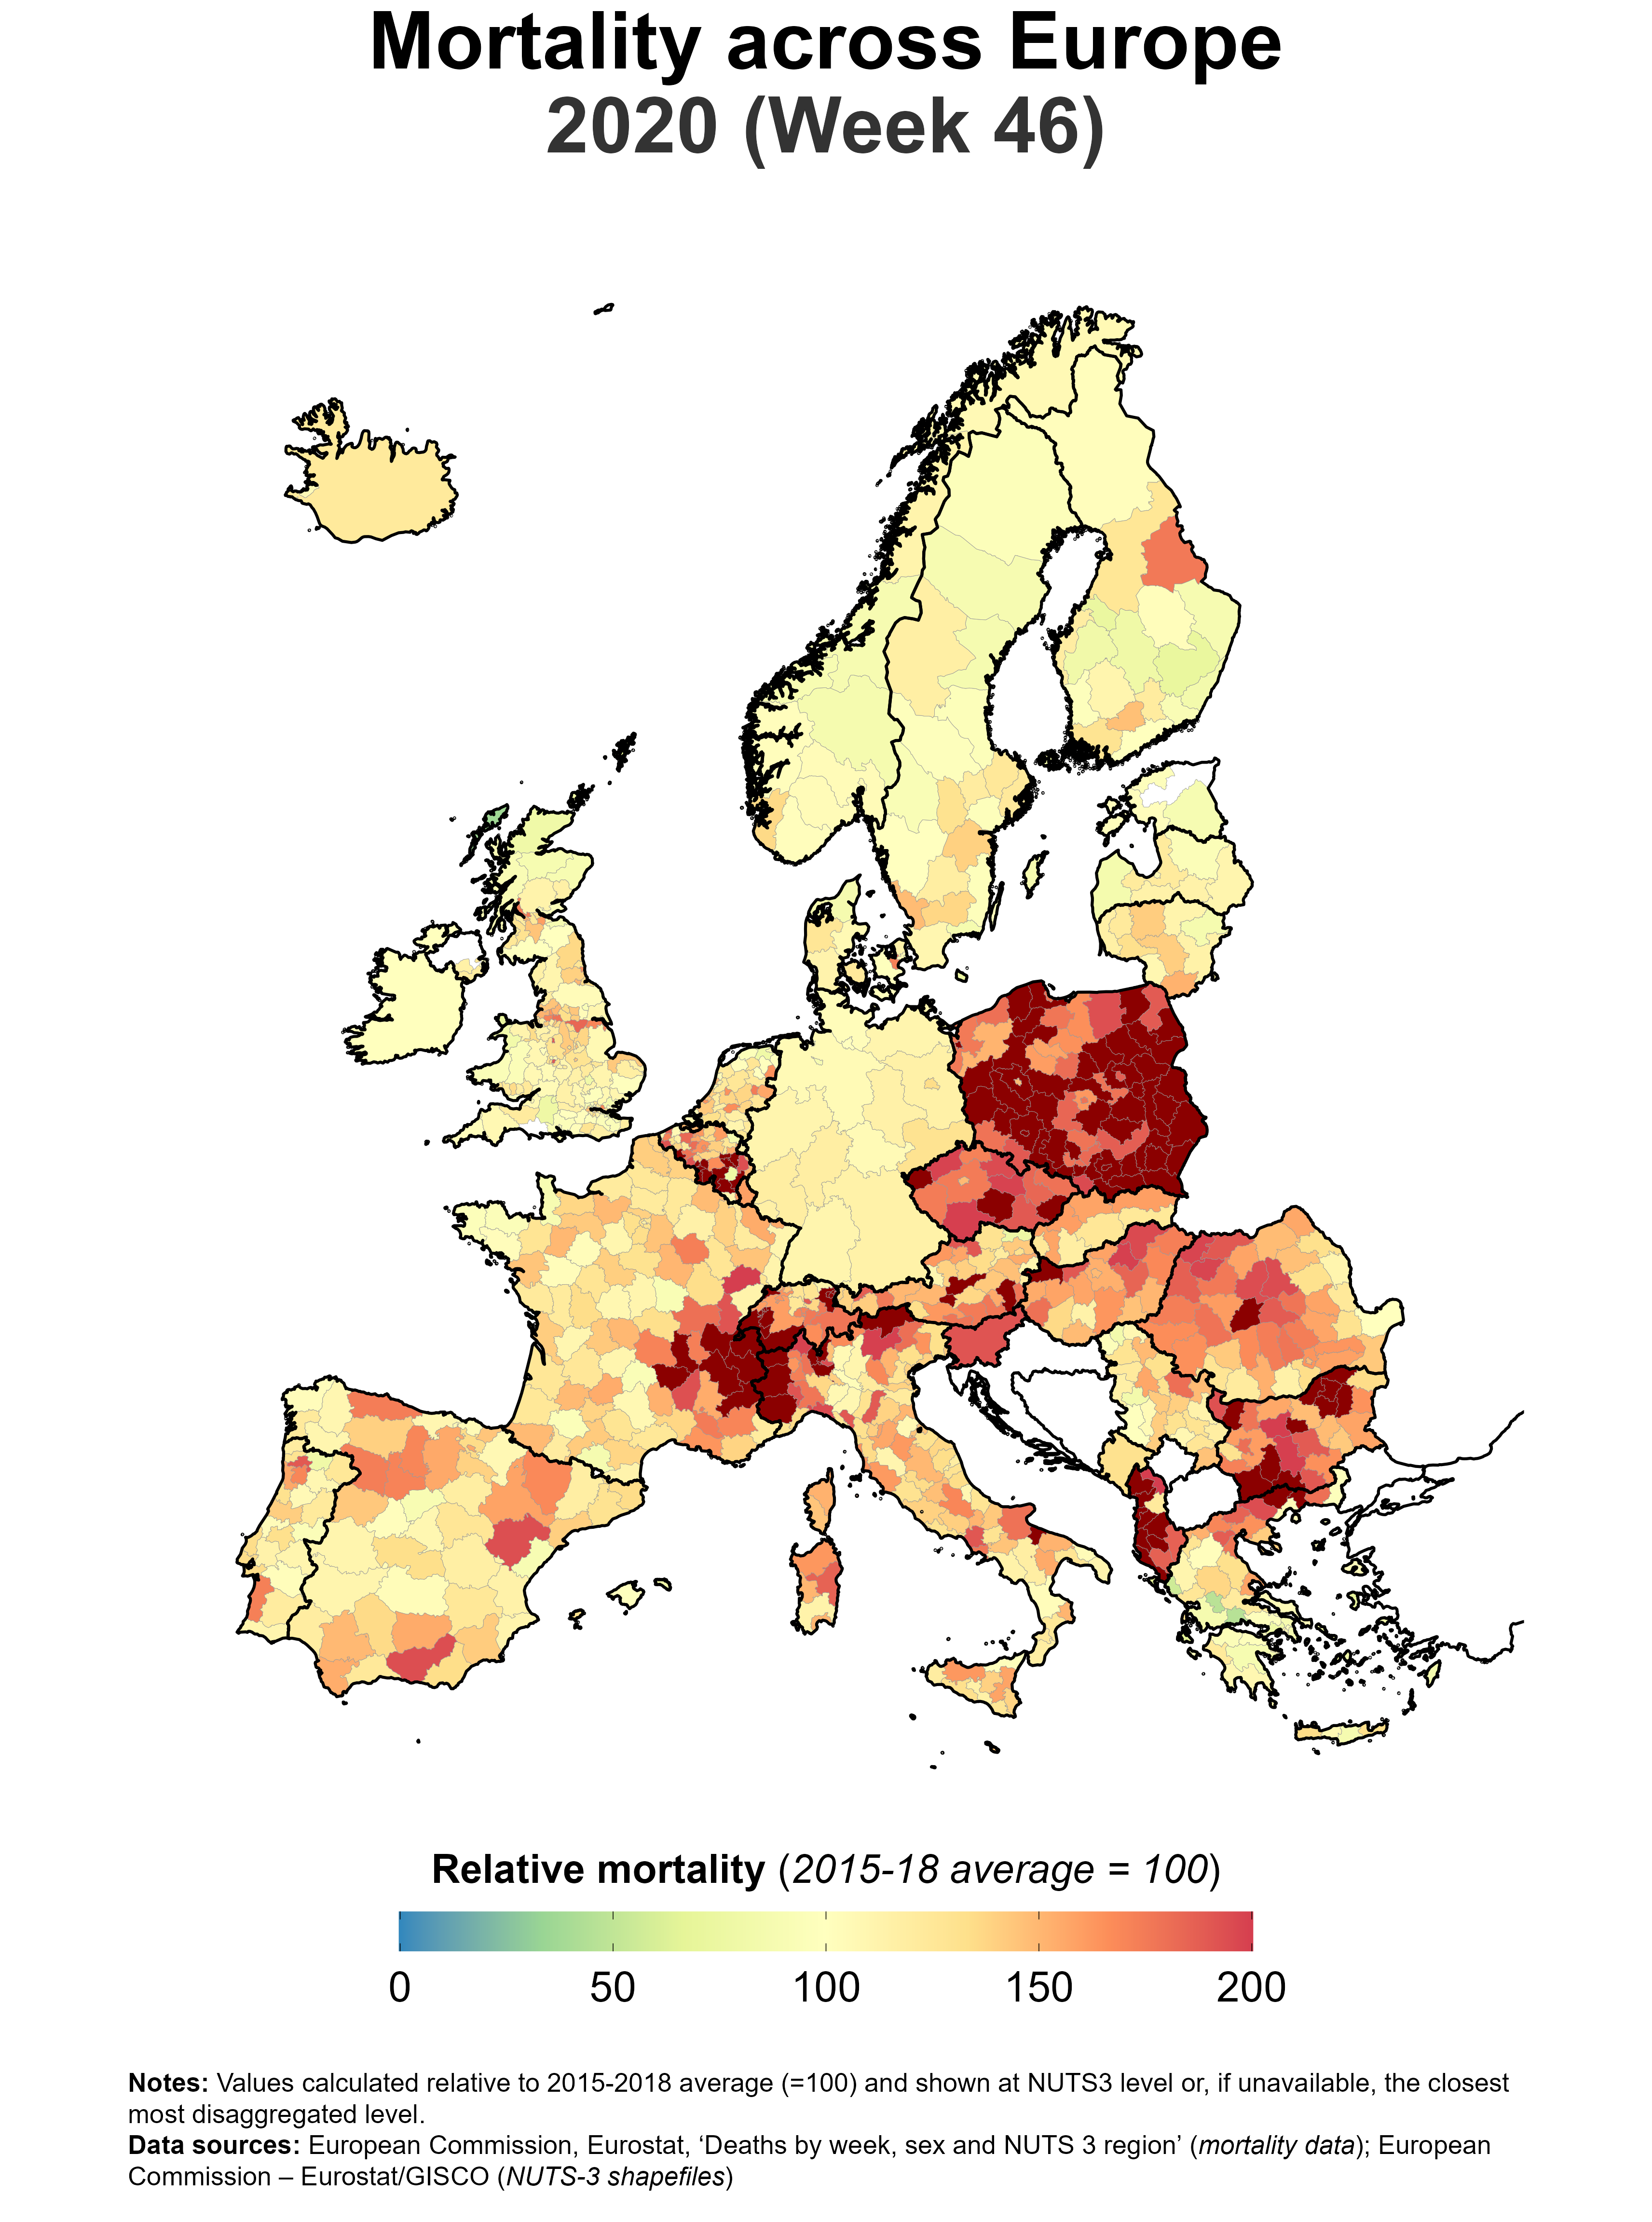 Mortality across Europe
2020 (Week 46)
Relative mortality (2015-18 average = 100)
0 50 100 150 200
Notes: Values calculated relative to 2015-2018 average (=100) and shown at NUTS3 level or, if unavailable, the closest
most disaggregated level.
Data sources: European Commission, Eurostat, ‘Deaths by week, sex and NUTS 3 region’ (mortality data); European
Commission – Eurostat/GISCO (NUTS-3 shapefiles)